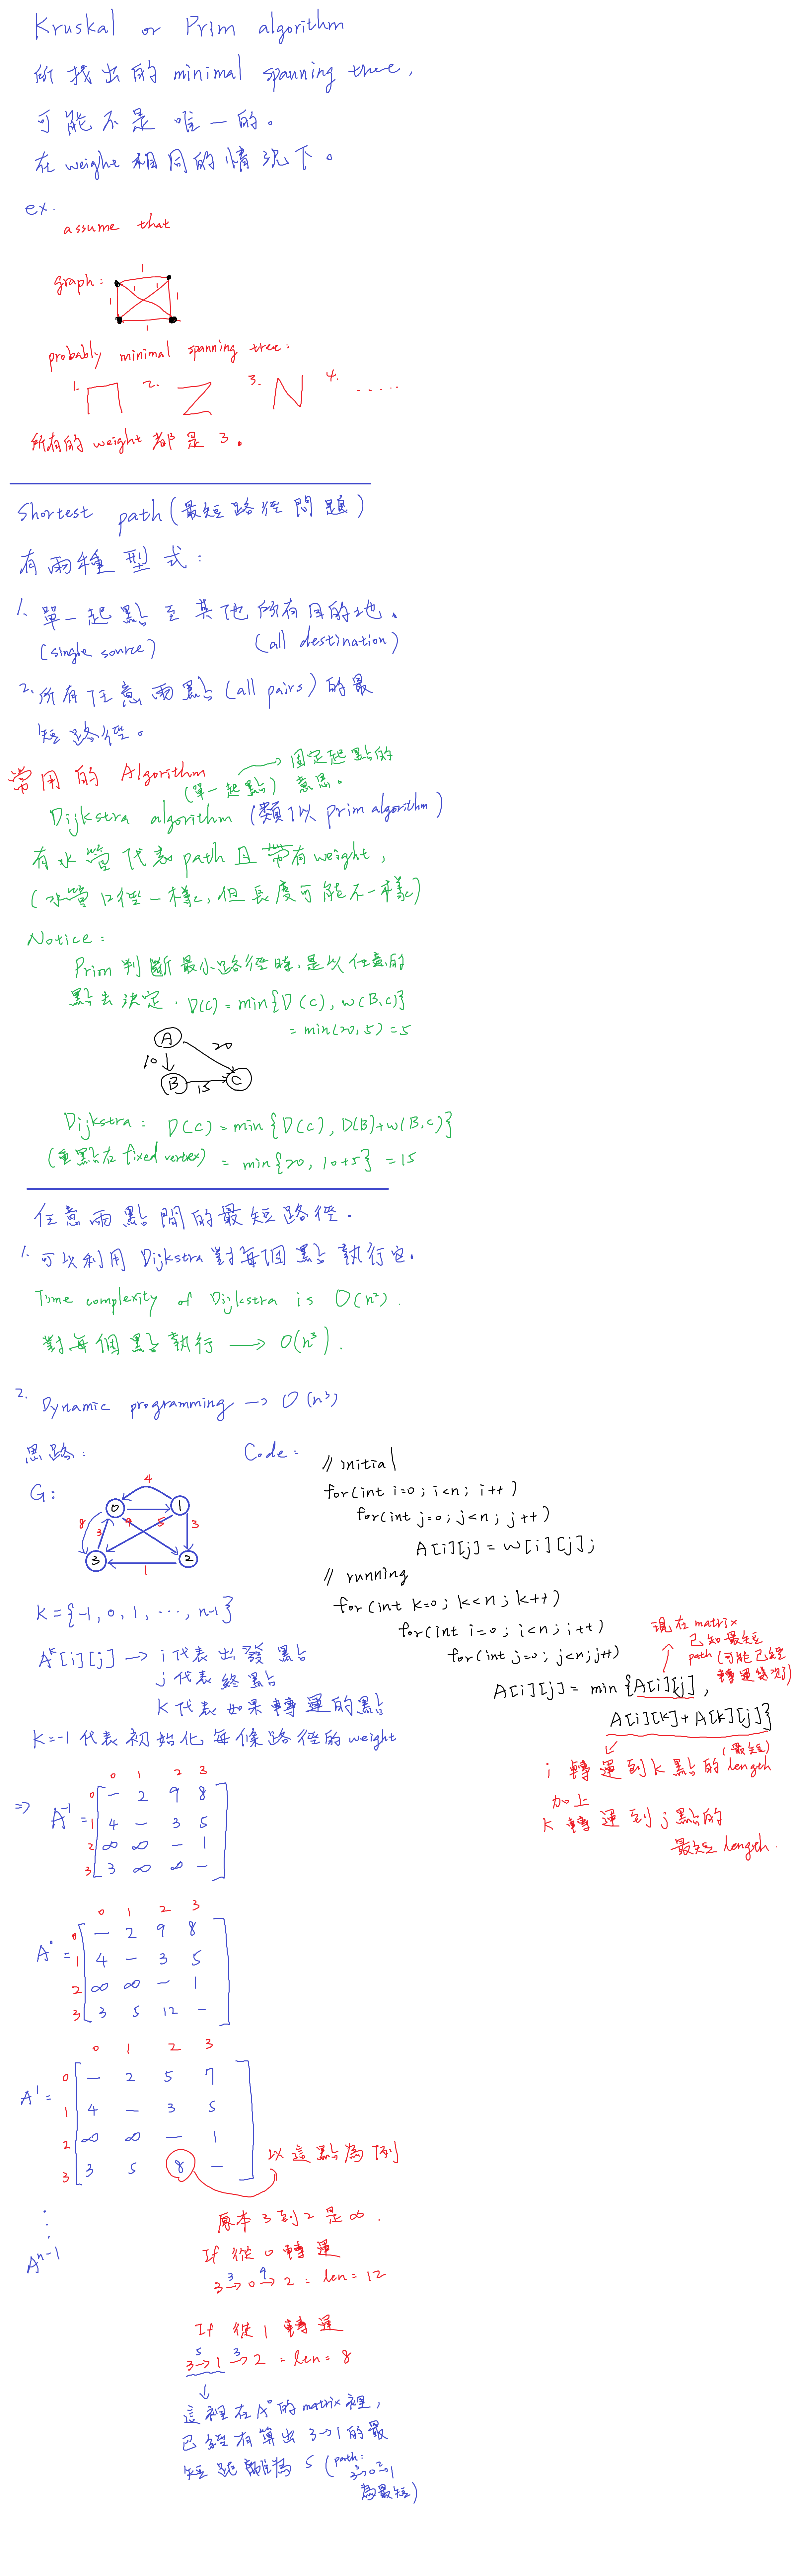 Kruskal or Prim algorithm
所找出的 minimal spanning tree,
可能不是唯一的。
在 weight 相同的情況下。
ex.
assume that
graph:
1
1
1
1
1
1
probably minimal spanning tree:
1.
2.
3.
4. .....
所有的 weight 都是 3。
Shortest path (最短路徑問題)
有兩種型式:
1. 單一起點至其他所有目的地。
(single source) (all destination)
2. 所有任意兩點 (all pairs) 的最
短路徑。
常用的 Algorithm
(單一起點) → 固定起點的
意思。
Dijkstra algorithm (類似 prim algorithm)
有水管代表 path 且帶有 weight,
(水管口徑一樣, 但長度可能不一樣)
Notice:
Prim 判斷最小路徑時, 是以任意的
點去決定. D(C) = min{D(C), w(B,C)}
= min(20, 5) = 5
A
20
10
B
15
C
Dijkstra: D(C) = min{D(C), D(B)+w(B,C)}
(重點在 fixed vertex) = min{20, 10+5} = 15
任意兩點間的最短路徑。
1. 可以利用 Dijkstra 對每個點執行它.
Time complexity of Dijkstra is O(n²).
對每個點執行 → O(n³).
2. Dynamic programming → O(n³)
思路:
G:
4
0
1
8
3
9
5
3
3
2
1
K = {-1, 0, 1, ..., n-1}
Aᵏ[i][j] → i 代表出發點
j 代表終點
K 代表如果轉運的點
K=-1 代表初始化每條路徑的 weight
Code:
// initial
for(int i=0; i<n; i++)
for(int j=0; j<n; j++)
A[i][j] = W[i][j];
// running
for(int k=0; k<n; k++)
for(int i=0; i<n; i++)
for(int j=0; j<n; j++)
A[i][j] = min {A[i][j],
A[i][k] + A[k][j]}
現在 matrix
已知最短
path (可能已經
轉運幾次了)
i 轉運到 k 點的 (最短) length
加上
k 轉運到 j 點的
最短 length.
0 1 2 3
⇒ A⁻¹ =
0 - 2 9 8
1 4 - 3 5
2 ∞ ∞ - 1
3 3 ∞ ∞ -
0 1 2 3
A⁰ =
0 - 2 9 8
1 4 - 3 5
2 ∞ ∞ - 1
3 3 5 12 -
0 1 2 3
A¹ =
0 - 2 5 7
1 4 - 3 5
2 ∞ ∞ - 1
3 3 5 8 -
以這點為例
⋮
Aⁿ⁻¹
原本 3 到 2 是 ∞.
If 從 0 轉運
3 →³ 0 →⁹ 2 = len = 12
If 從 1 轉運
3 →⁵ 1 →³ 2 = len = 8
這裡在 A⁰ 的 matrix 裡,
已經有算出 3→1 的最
短距離為 5 (path:
3 →³ 0 →² 1
為最短)